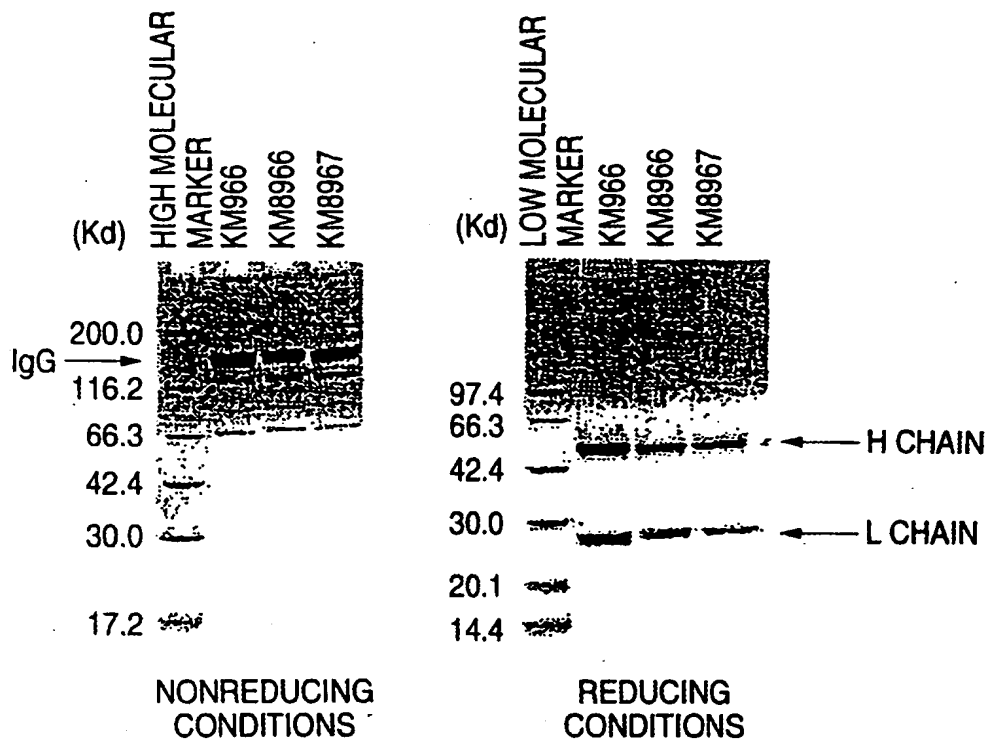 (Kd)
HIGH MOLECULAR
MARKER
KM966
KM8966
KM8967
200.0
IgG
116.2
66.3
42.4
30.0
17.2
NONREDUCING
CONDITIONS
(Kd)
LOW MOLECULAR
MARKER
KM966
KM8966
KM8967
97.4
66.3
H CHAIN
42.4
30.0
L CHAIN
20.1
14.4
REDUCING
CONDITIONS